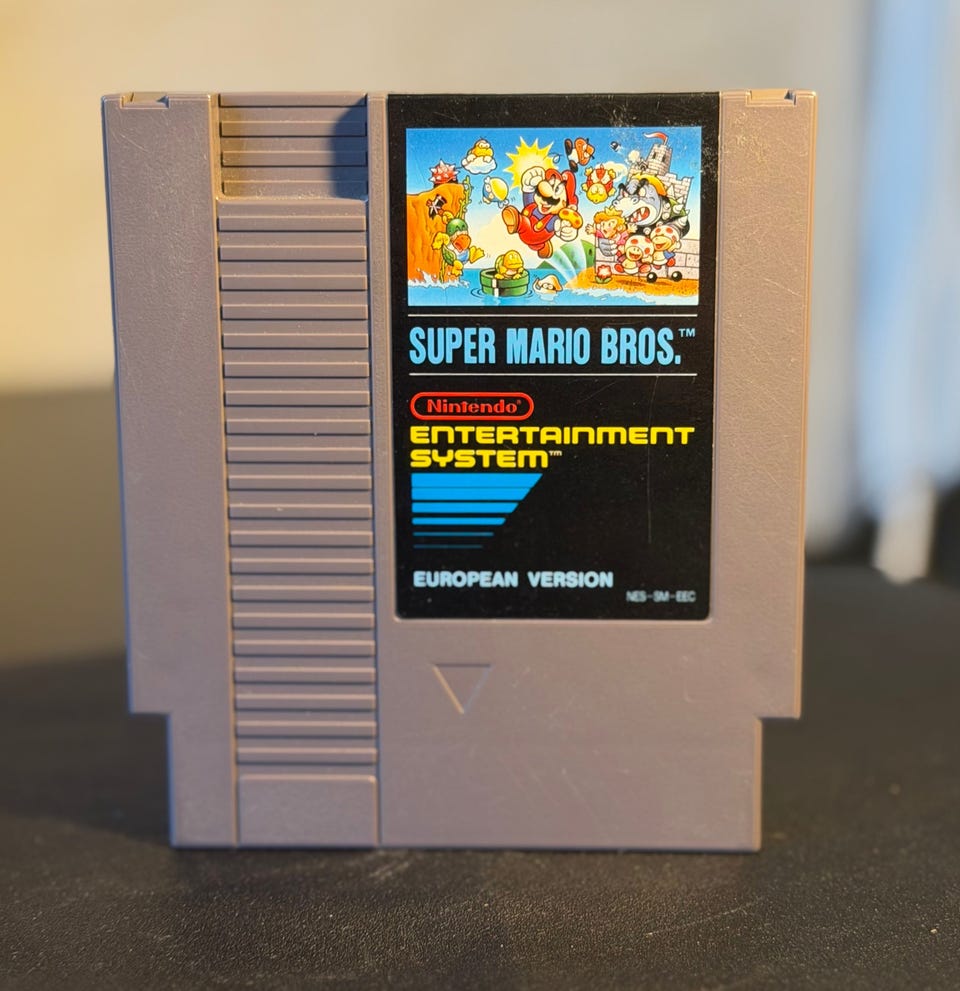 SUPER MARIO BROS.™
Nintendo®
ENTERTAINMENT
SYSTEM™
EUROPEAN VERSION
NES-SM-EEC